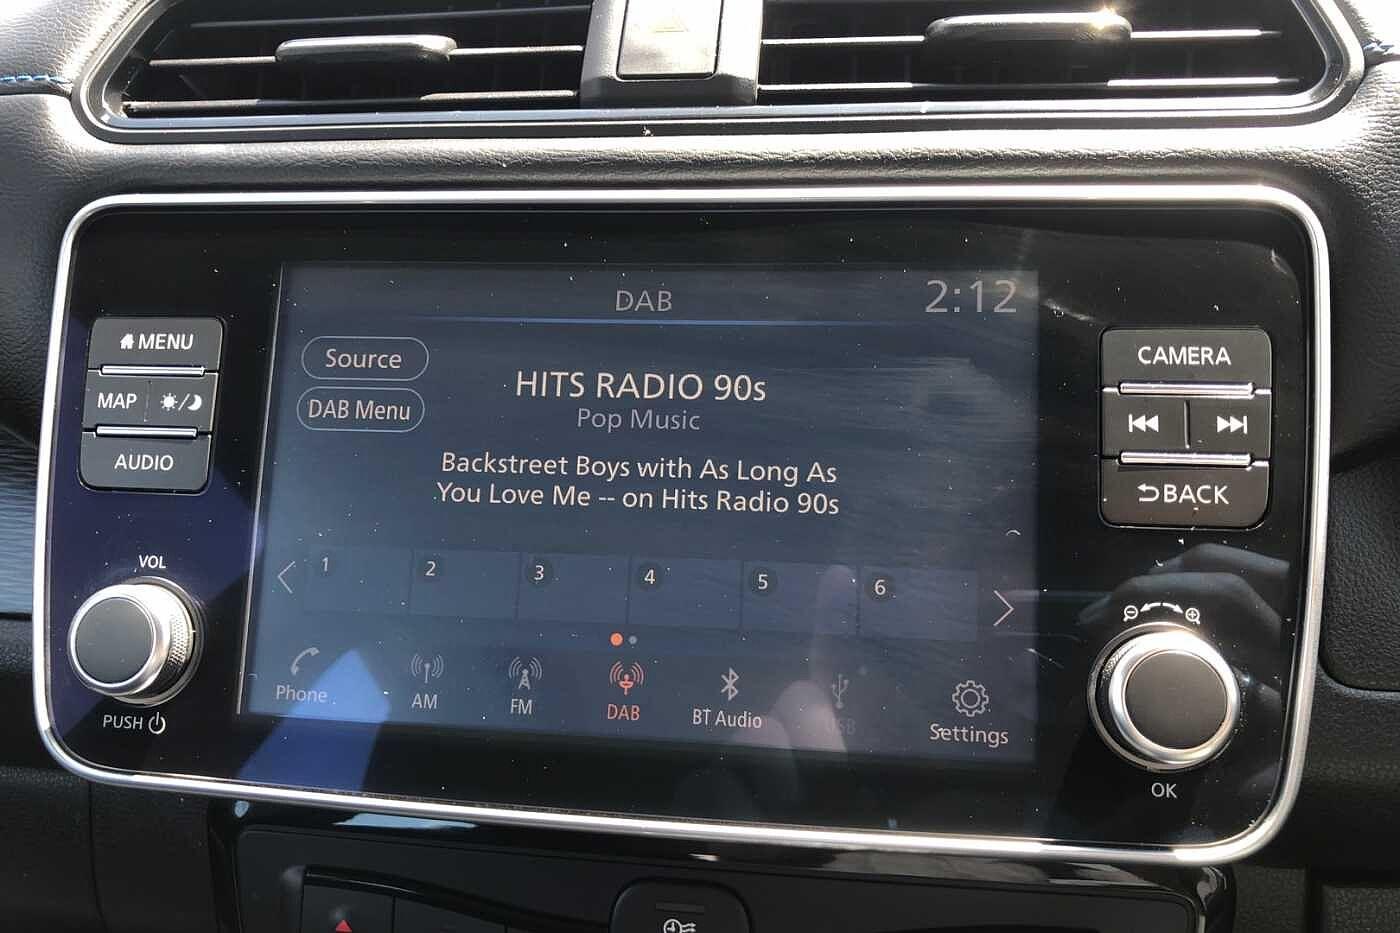 DAB
2:12
Source
DAB Menu
HITS RADIO 90s
Pop Music
Backstreet Boys with As Long As
You Love Me -- on Hits Radio 90s
1 2 3 4 5 6
Phone
AM
FM
DAB
BT Audio
USB
Settings
MENU
MAP
AUDIO
VOL
PUSH
CAMERA
BACK
OK